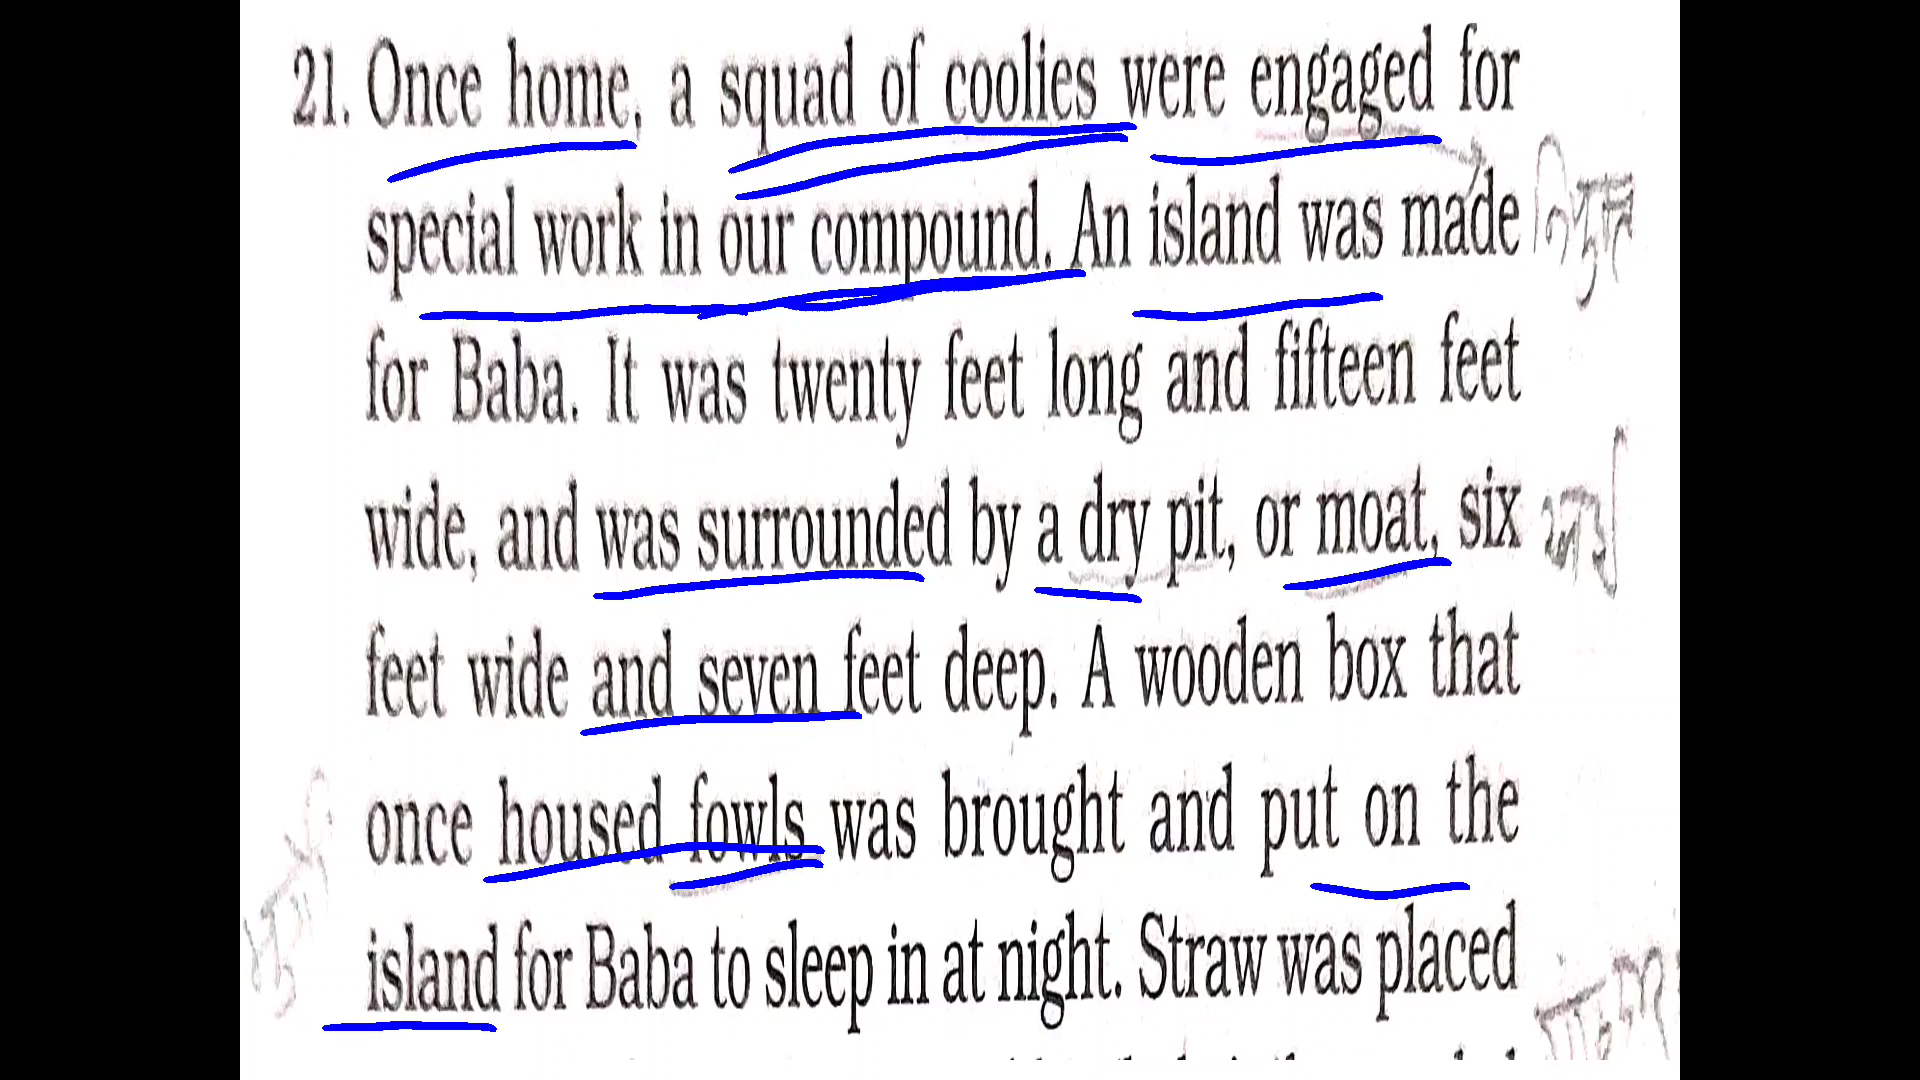 21. Once home, a squad of coolies were engaged for
special work in our compound. An island was made
for Baba. It was twenty feet long and fifteen feet
wide, and was surrounded by a dry pit, or moat, six
feet wide and seven feet deep. A wooden box that
once housed fowls was brought and put on the
island for Baba to sleep in at night. Straw was placed